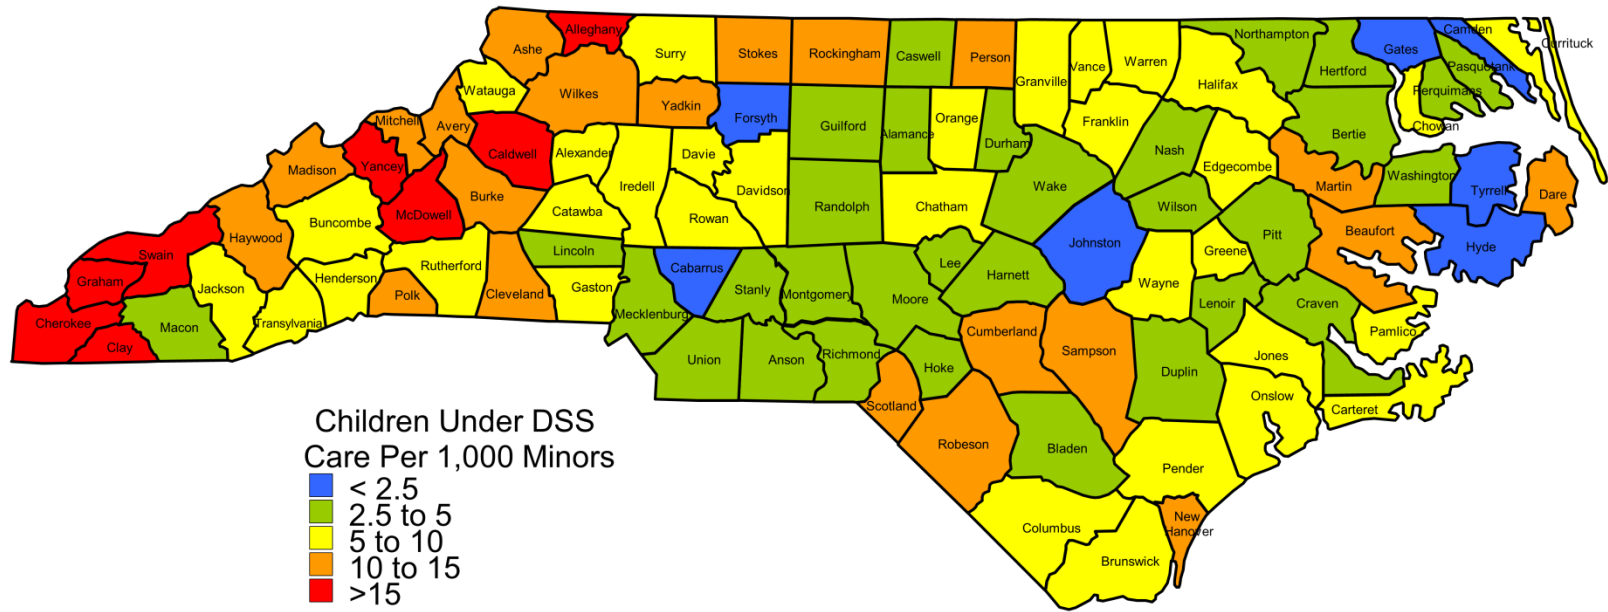 Alleghany
Ashe
Surry
Stokes
Rockingham
Caswell
Person
Granville
Vance
Warren
Northampton
Halifax
Hertford
Gates
Camden
Currituck
Pasquotank
Perquimans
Chowan
Watauga
Wilkes
Yadkin
Forsyth
Guilford
Alamance
Orange
Durham
Franklin
Nash
Edgecombe
Bertie
Mitchell
Avery
Caldwell
Alexander
Davie
Iredell
Davidson
Madison
Yancey
McDowell
Burke
Catawba
Rowan
Randolph
Chatham
Wake
Wilson
Martin
Washington
Tyrrell
Dare
Buncombe
Haywood
Swain
Graham
Jackson
Henderson
Rutherford
Lincoln
Cabarrus
Lee
Harnett
Johnston
Greene
Pitt
Beaufort
Hyde
Cherokee
Clay
Macon
Transylvania
Polk
Cleveland
Gaston
Mecklenburg
Stanly
Montgomery
Moore
Wayne
Lenoir
Craven
Pamlico
Union
Anson
Richmond
Hoke
Cumberland
Sampson
Duplin
Jones
Onslow
Carteret
Scotland
Robeson
Bladen
Pender
Columbus
Brunswick
New
Hanover
Children Under DSS
Care Per 1,000 Minors
< 2.5
2.5 to 5
5 to 10
10 to 15
>15